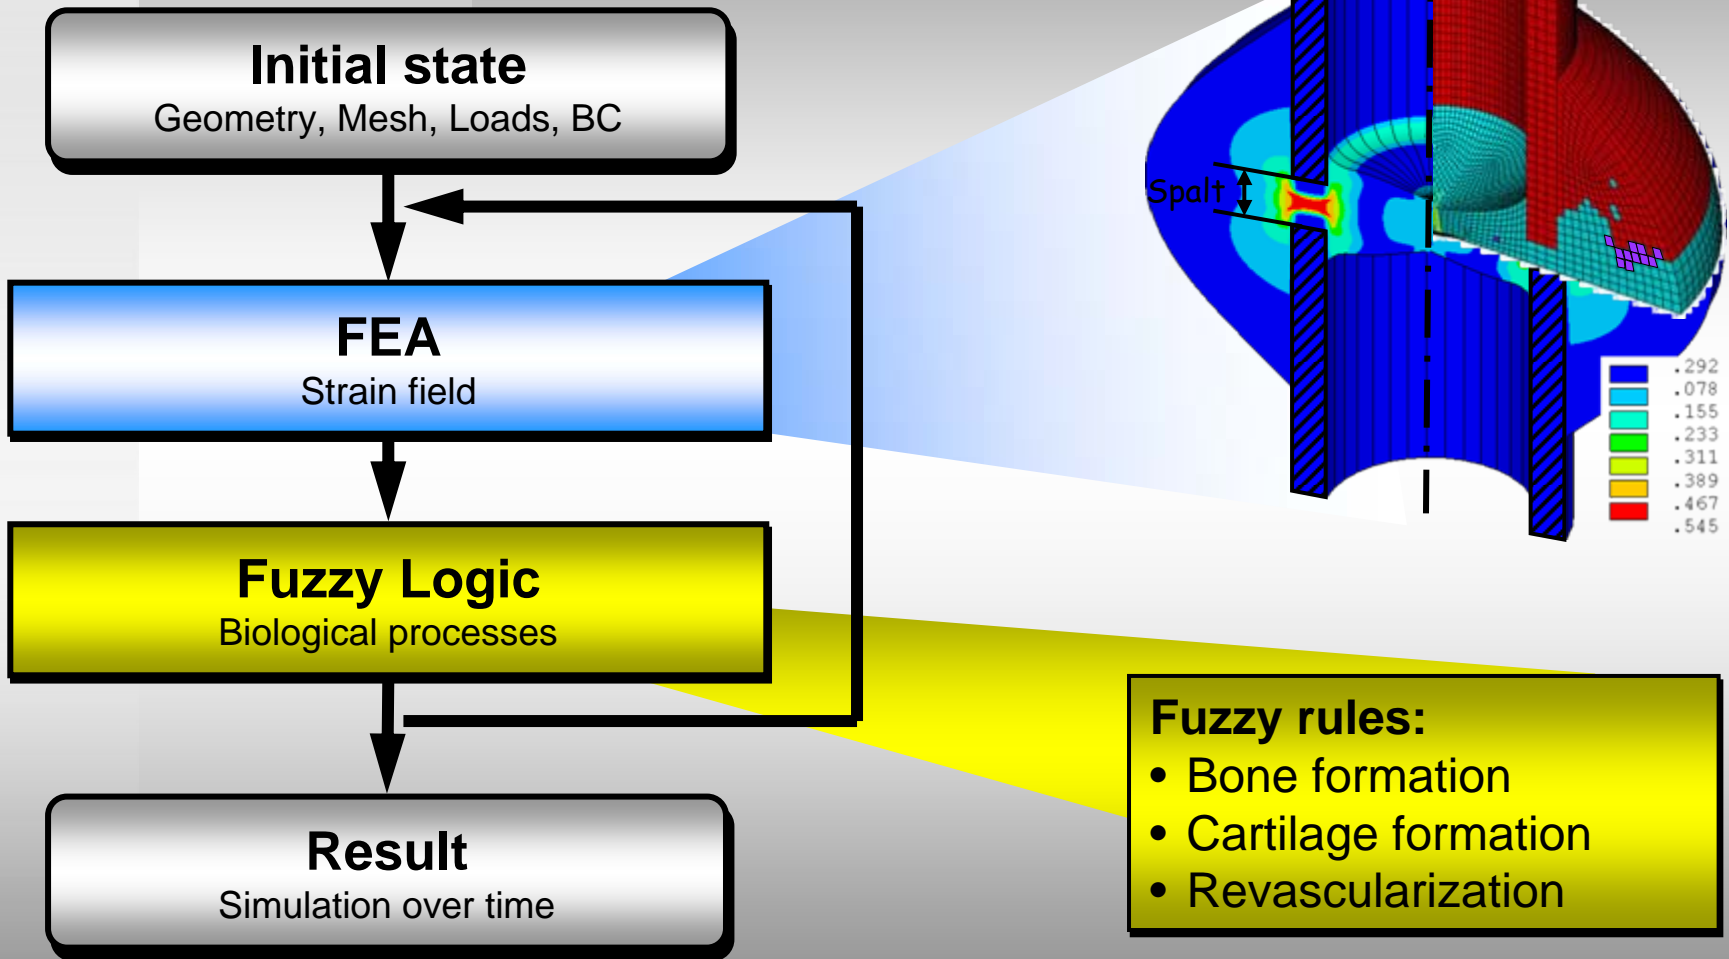 Initial state
Geometry, Mesh, Loads, BC
FEA
Strain field
Fuzzy Logic
Biological processes
Result
Simulation over time
Spalt
.292
.078
.155
.233
.311
.389
.467
.545
Fuzzy rules:
• Bone formation
• Cartilage formation
• Revascularization